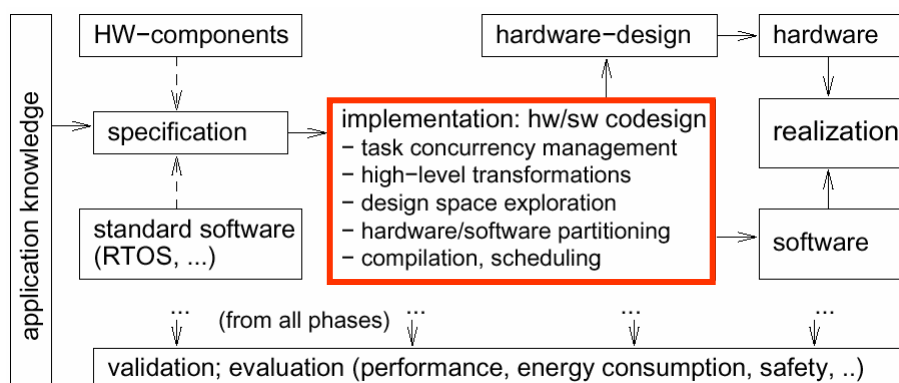 application knowledge
HW−components
hardware−design
hardware
specification
implementation: hw/sw codesign
− task concurrency management
− high−level transformations
− design space exploration
− hardware/software partitioning
− compilation, scheduling
realization
standard software
(RTOS, ...)
software
...
(from all phases)
...
...
...
validation; evaluation (performance, energy consumption, safety, ..)